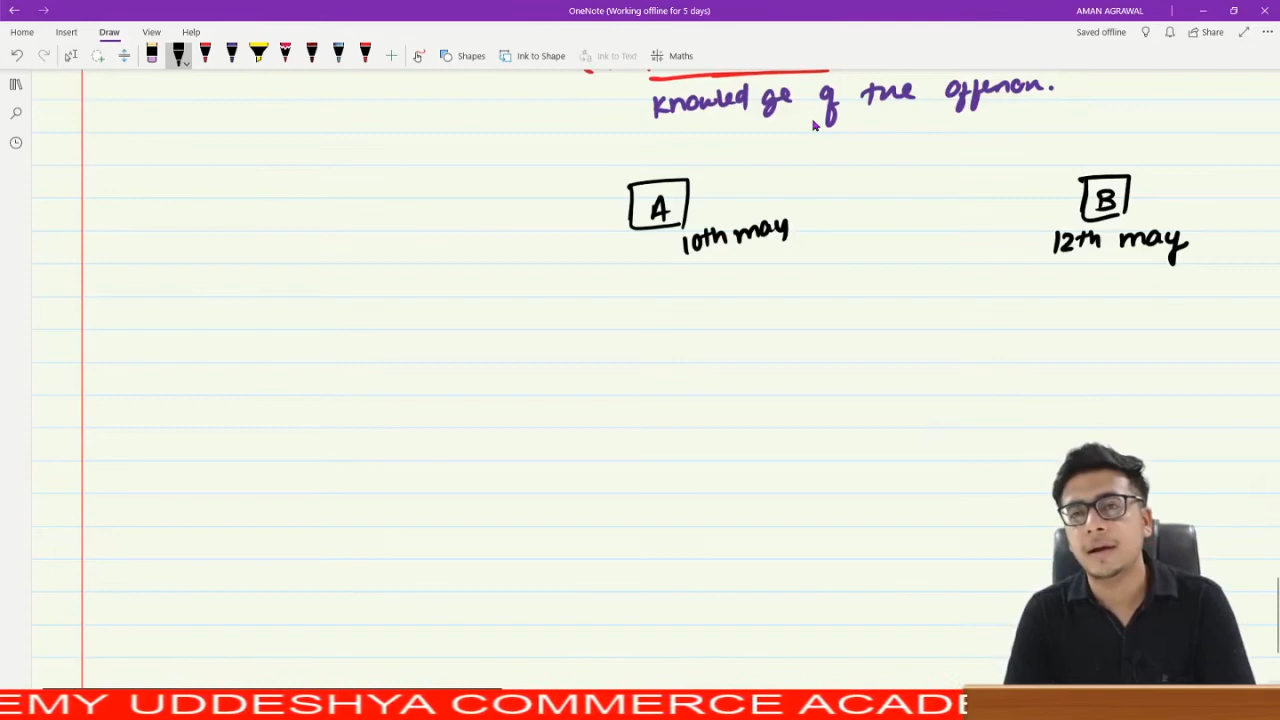 OneNote (Working offline for 5 days)
AMAN AGRAWAL
Home Insert Draw View Help
Saved offline
Share
Shapes
Ink to Shape
Ink to Text
Maths
knowledge of the offeror.
A
B
10th may
12th may
EMY UDDESHYA COMMERCE ACADE